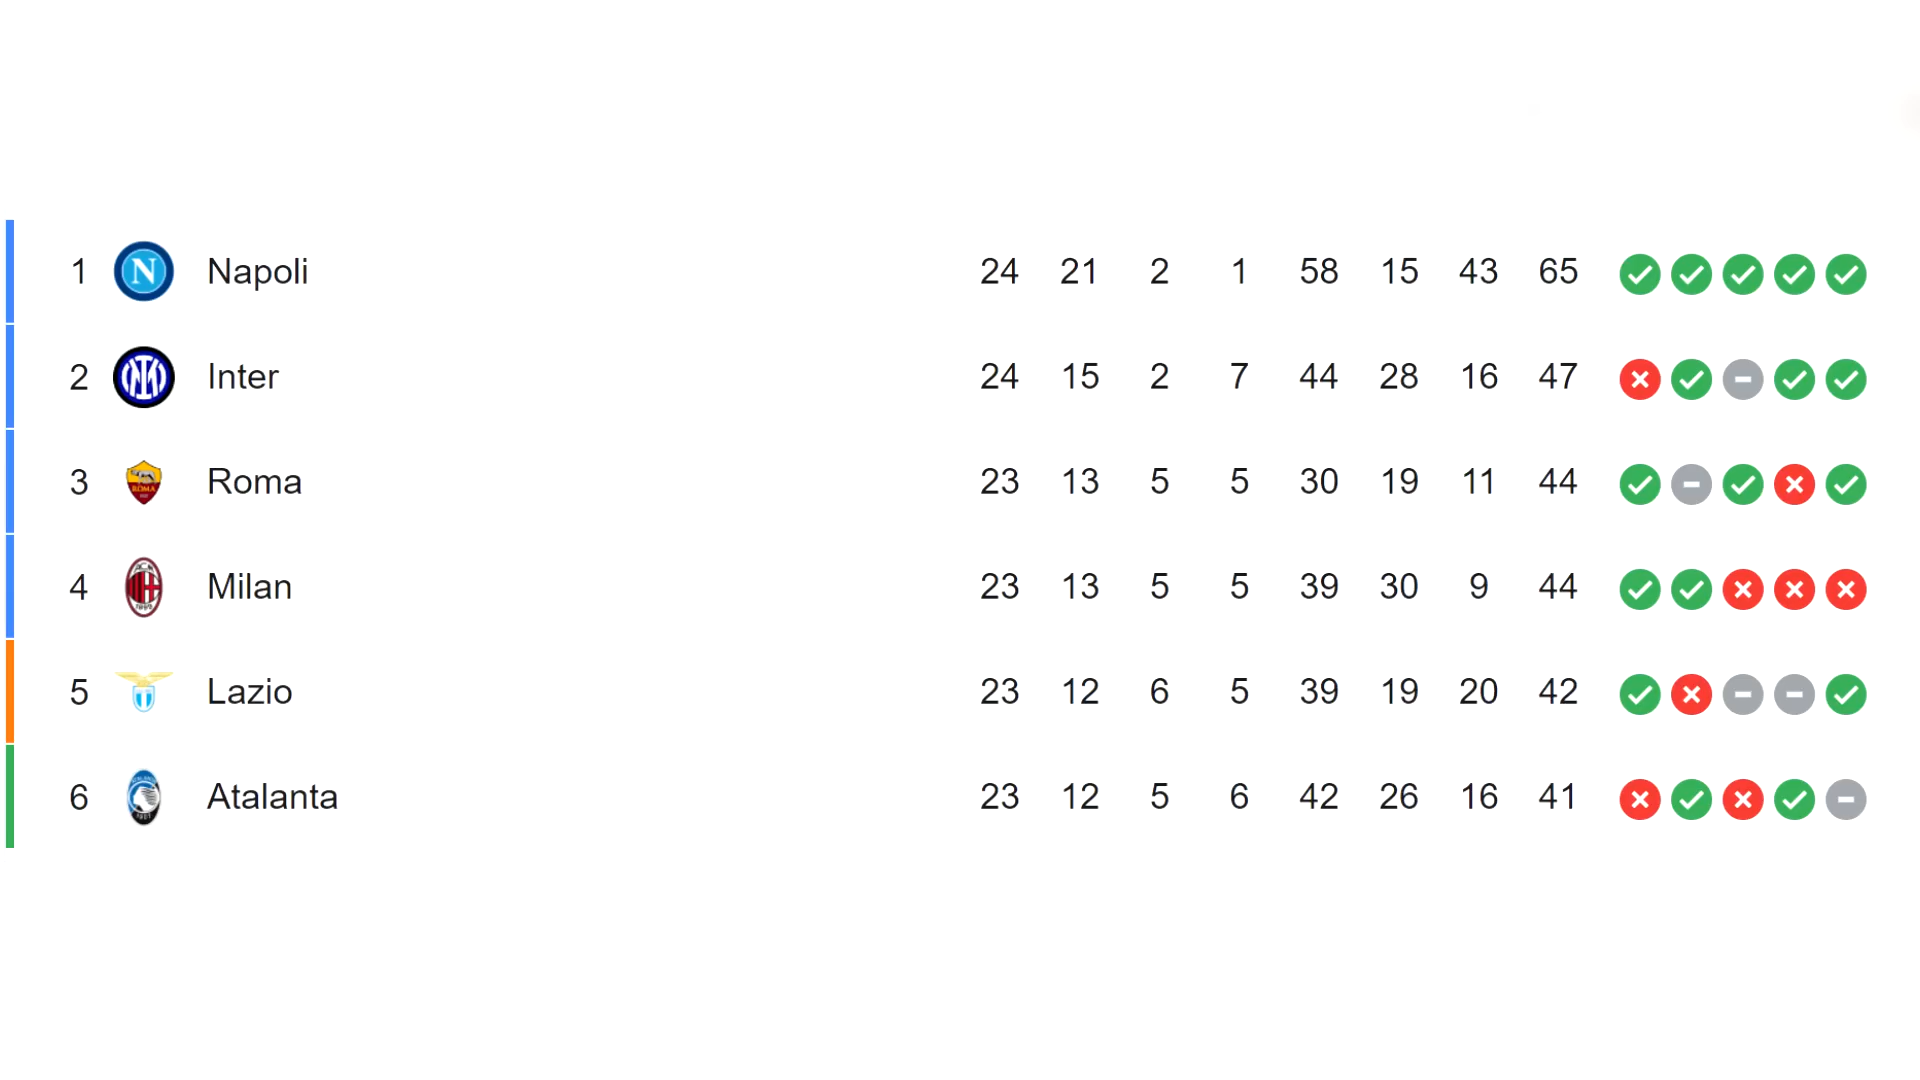 1 N Napoli 24 21 2 1 58 15 43 65
2 Inter 24 15 2 7 44 28 16 47
3 ROMA Roma 23 13 5 5 30 19 11 44
4 ACM Milan 23 13 5 5 39 30 9 44
5 Lazio 23 12 6 5 39 19 20 42
6 Atalanta 23 12 5 6 42 26 16 41